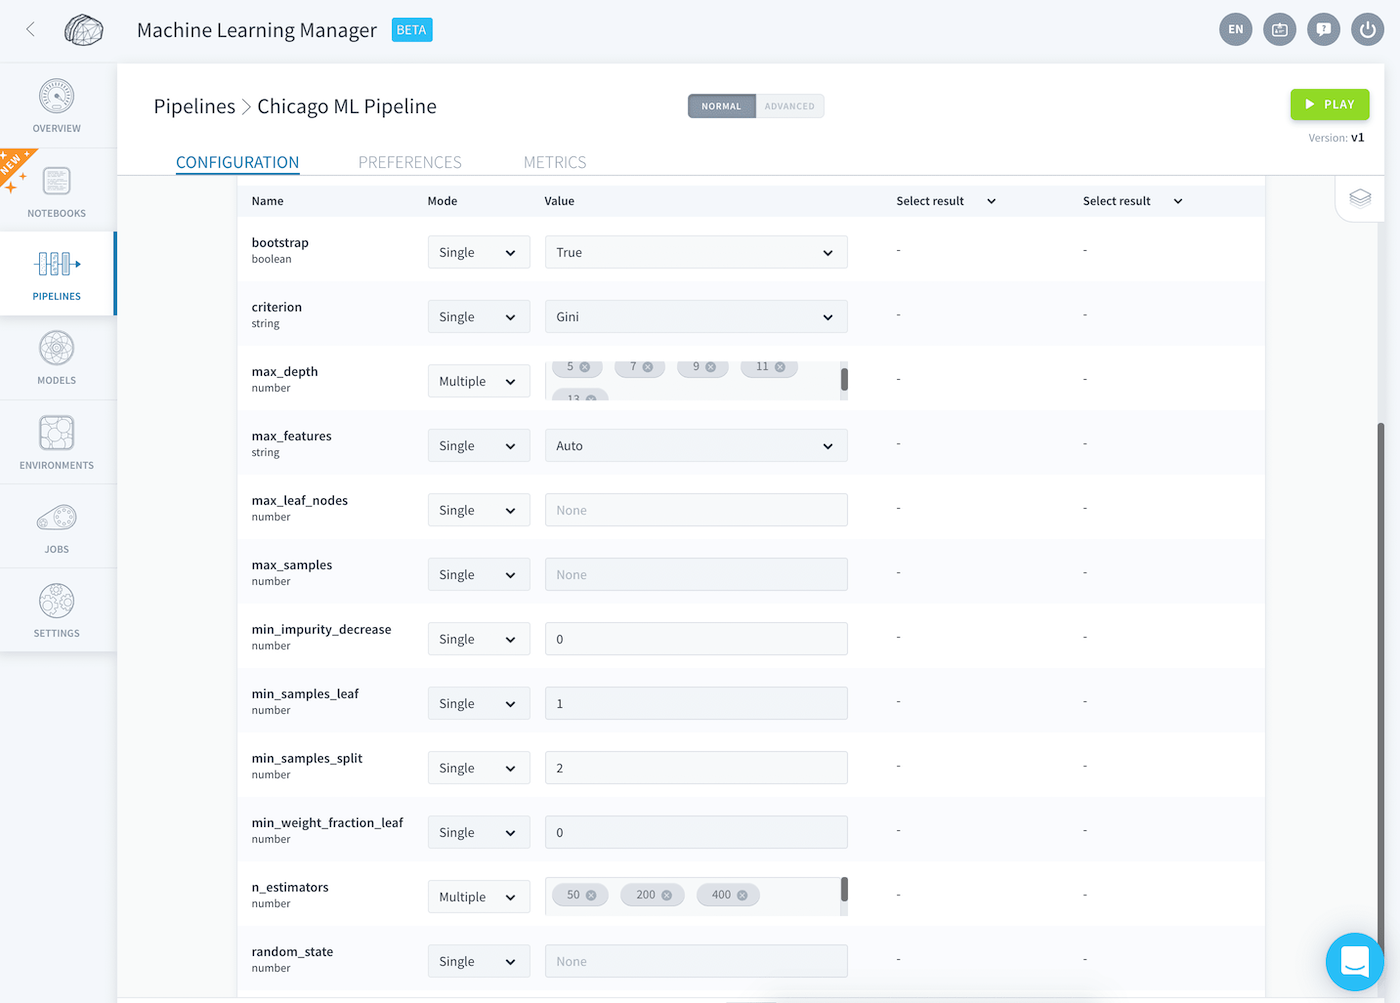 Machine Learning Manager BETA
EN
OVERVIEW
NEW
NOTEBOOKS
PIPELINES
MODELS
ENVIRONMENTS
JOBS
SETTINGS
Pipelines > Chicago ML Pipeline
NORMAL ADVANCED
PLAY
Version: v1
CONFIGURATION PREFERENCES METRICS
Name Mode Value Select result Select result
bootstrap
boolean
Single True - -
criterion
string
Single Gini - -
max_depth
number
Multiple 5 7 9 11 - -
13
max_features
string
Single Auto - -
max_leaf_nodes
number
Single None - -
max_samples
number
Single None - -
min_impurity_decrease
number
Single 0 - -
min_samples_leaf
number
Single 1 - -
min_samples_split
number
Single 2 - -
min_weight_fraction_leaf
number
Single 0 - -
n_estimators
number
Multiple 50 200 400 - -
random_state
number
Single None - -